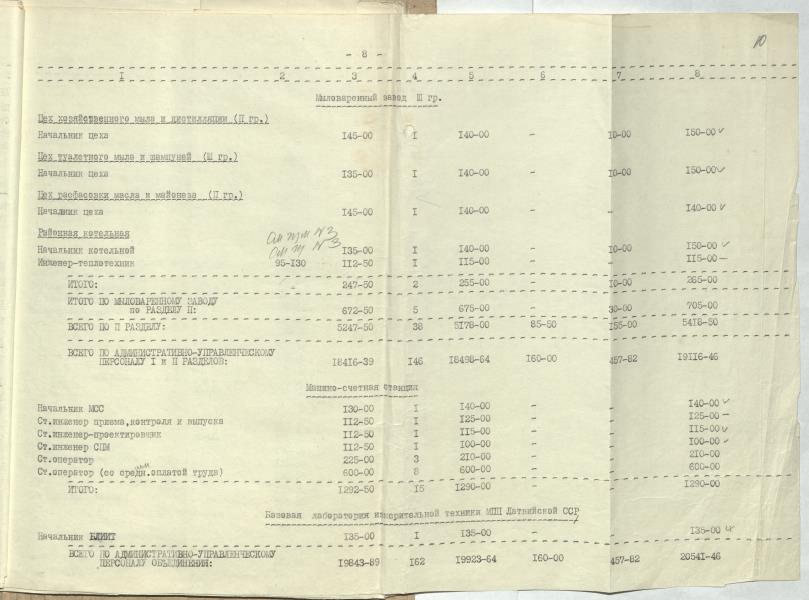 10
- 8 -
I 2 3 4 5 6 7 8
Мыловаренный завод Ш гр.
Цех хозяйственного мыла и дистилляции (П гр.)
Начальник цеха I45-00 I I40-00 - I0-00 I50-00
Цех туалетного мыла и шампуней (Ш гр.)
Начальник цеха I35-00 I I40-00 - I0-00 I50-00
Цех расфасовки масла и майонеза (П гр.)
Начальник цеха I45-00 I I40-00 - - I40-00
Районная котельная
Начальник котельной I35-00 I I40-00 - I0-00 I50-00
Инженер-теплотехник 95-I30 II2-50 I II5-00 - - II5-00
ИТОГО: 247-50 2 255-00 - I0-00 265-00
ИТОГО ПО МЫЛОВАРЕННОМУ ЗАВОДУ
по РАЗДЕЛУ П: 672-50 5 675-00 - 30-00 705-00
ВСЕГО ПО П РАЗДЕЛУ: 5247-50 38 5I78-00 85-50 I55-00 54I8-50
ВСЕГО ПО АДМИНИСТРАТИВНО-УПРАВЛЕНЧЕСКОМУ
ПЕРСОНАЛУ I и П РАЗДЕЛОВ: I84I6-39 I46 I8498-64 I60-00 457-82 I9II6-46
Машино-счетная станция
Начальник МСС I30-00 I I40-00 - - I40-00
Ст.инженер приема,контроля и выпуска II2-50 I I25-00 - - I25-00
Ст.инженер-проектировщик II2-50 I II5-00 - - II5-00
Ст.инженер СПМ II2-50 I I00-00 - - I00-00
Ст.оператор 225-00 3 2I0-00 - - 2I0-00
Ст.оператор (со средн.оплатой труда) 600-00 8 600-00 - - 600-00
ИТОГО: I292-50 I5 I290-00 - - I290-00
Базовая лаборатория измерительной техники МПП Латвийской ССР
Начальник БЛИИТ I35-00 I I35-00 - - I35-00
ВСЕГО ПО АДМИНИСТРАТИВНО-УПРАВЛЕНЧЕСКОМУ
ПЕРСОНАЛУ ОБЪЕДИНЕНИЯ: I9843-89 I62 I9923-64 I60-00 457-82 2054I-46